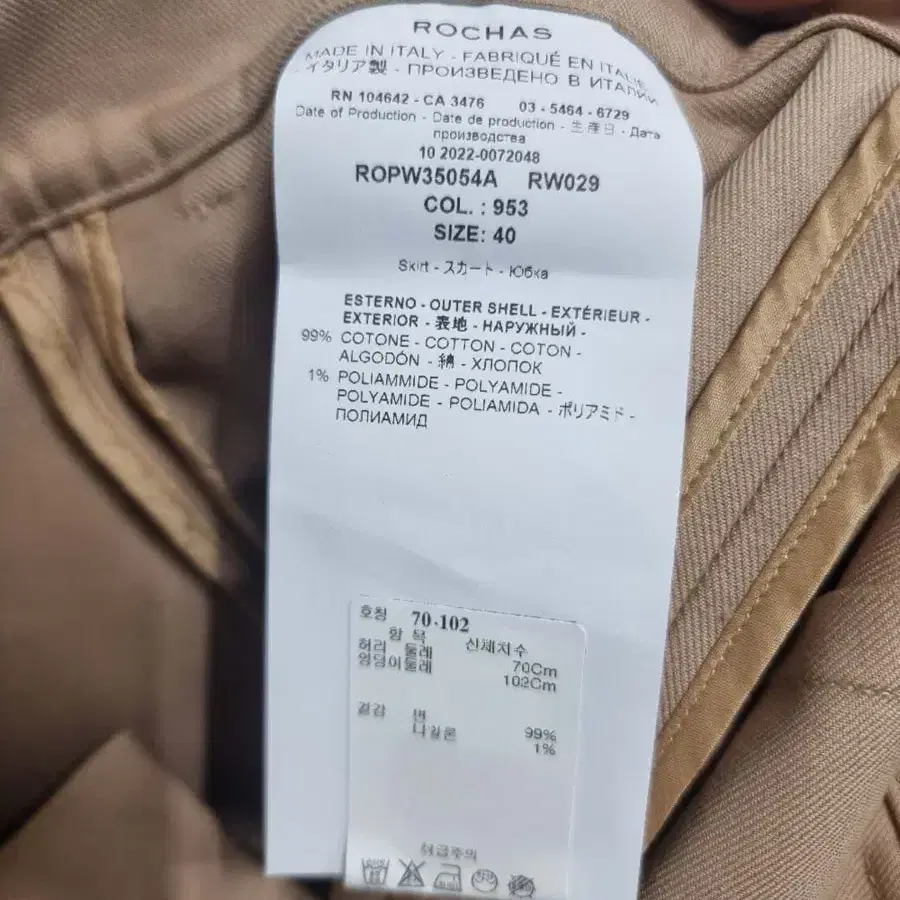 ROCHAS
MADE IN ITALY - FABRIQUÉ EN ITALIE
- イタリア製 - ПРОИЗВЕДЕНО В ИТАЛИИ
RN 104642 - CA 3476 03 - 5464 - 6729
Date of Production - Date de production - 生産日 - Дата
производства
10 2022-0072048
ROPW35054A RW029
COL. : 953
SIZE: 40
Skirt - スカート - Юбка
ESTERNO - OUTER SHELL - EXTÉRIEUR -
EXTERIOR - 表地 - НАРУЖНЫЙ -
99% COTONE - COTTON - COTON -
ALGODÓN - 綿 - ХЛОПОК
1% POLIAMMIDE - POLYAMIDE -
POLYAMIDE - POLIAMIDA - ポリアミド -
ПОЛИАМИД
호칭 70-102
항 목 신체치수
허리 둘레 70Cm
엉덩이둘레 102Cm
겉감 면 99%
나일론 1%
취급주의